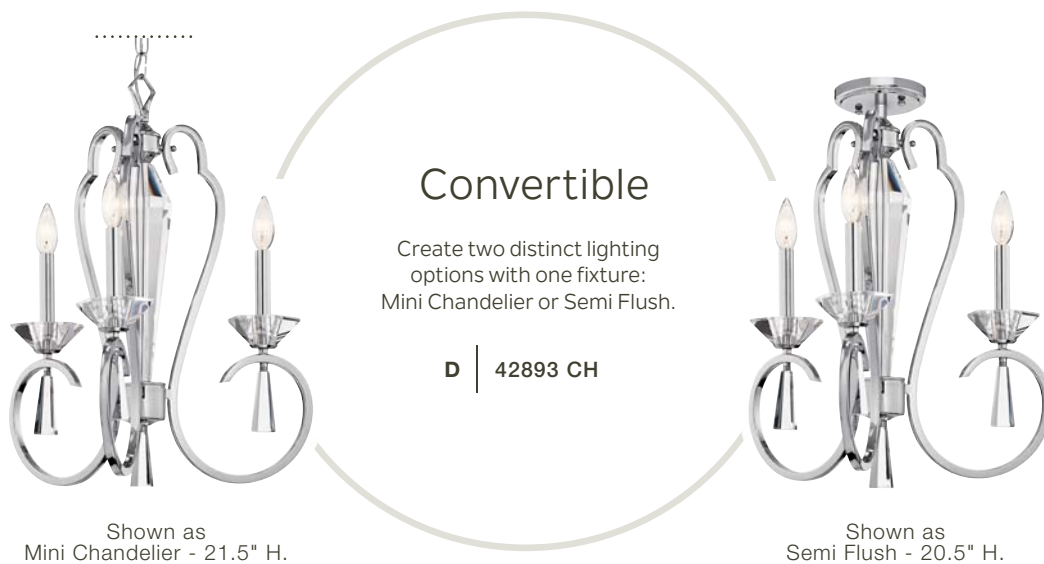 Convertible
Create two distinct lighting
options with one fixture:
Mini Chandelier or Semi Flush.
D | 42893 CH
Shown as
Mini Chandelier - 21.5" H.
Shown as
Semi Flush - 20.5" H.